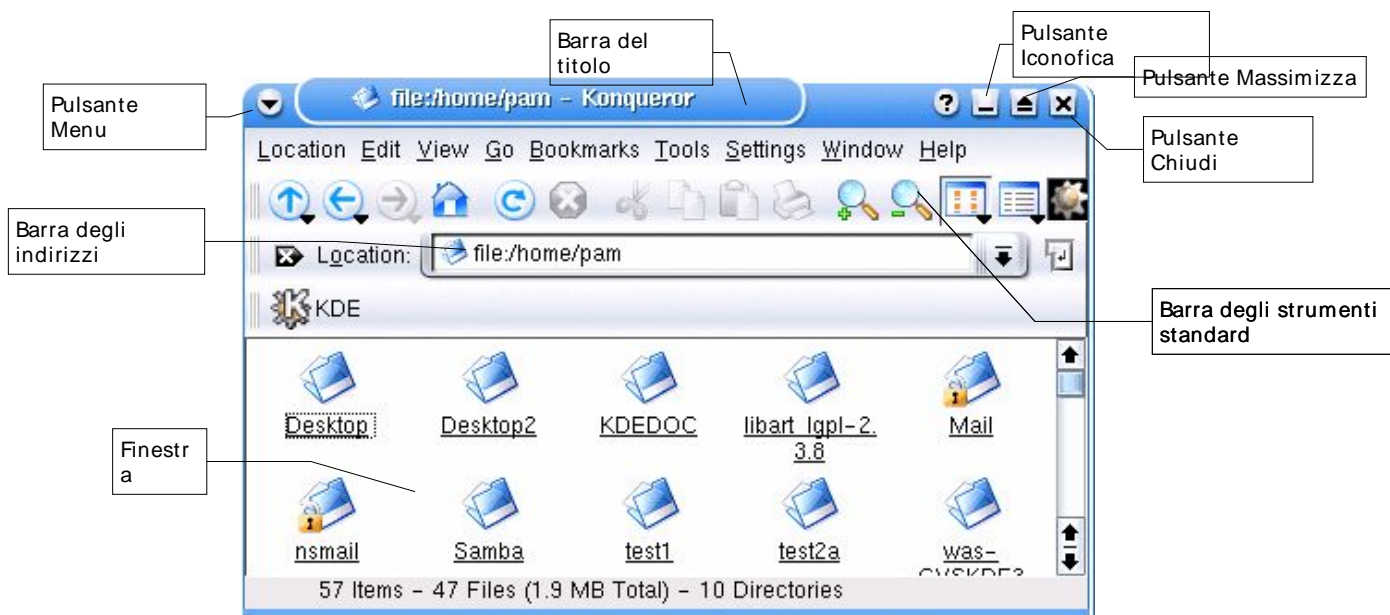 Barra del
titolo
Pulsante
Iconofica
Pulsante Massimizza
Pulsante
Menu
file:/home/pam - Konqueror
Pulsante
Chiudi
Location Edit View Go Bookmarks Tools Settings Window Help
Barra degli
indirizzi
Location: file:/home/pam
KDE
Barra degli strumenti
standard
Desktop Desktop2 KDEDOC libart_lgpl-2. Mail
3.8
Finestr
a
nsmail Samba test1 test2a was-
CVSKDE3
57 Items - 47 Files (1.9 MB Total) - 10 Directories